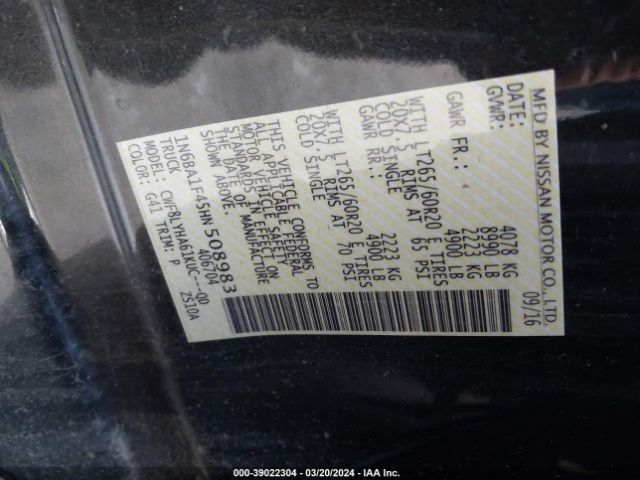 MFD BY NISSAN MOTOR CO., LTD.
DATE: 09/16
GVWR: 4078 KG
8990 LB
GAWR FR.: 2223 KG
4900 LB
WITH LT265/60R20 E TIRES
20X7.5 RIMS AT 65 PSI
COLD SINGLE
GAWR RR.: 2223 KG
4900 LB
WITH LT265/60R20 E TIRES
RIMS AT 70 PSI
COLD SINGLE
THIS VEHICLE CONFORMS TO
ALL APPLICABLE FEDERAL
MOTOR VEHICLE SAFETY
STANDARDS IN EFFECT ON
THE DATE OF MANUFACTURE
SHOWN ABOVE.
1N6BA1F45HN508983
TRUCK 406704
MODEL: CWF8LYHA61KUC---QD
COLOR: G41 TRIM: P Z510A
000-39022304 - 03/20/2024 - IAA Inc.